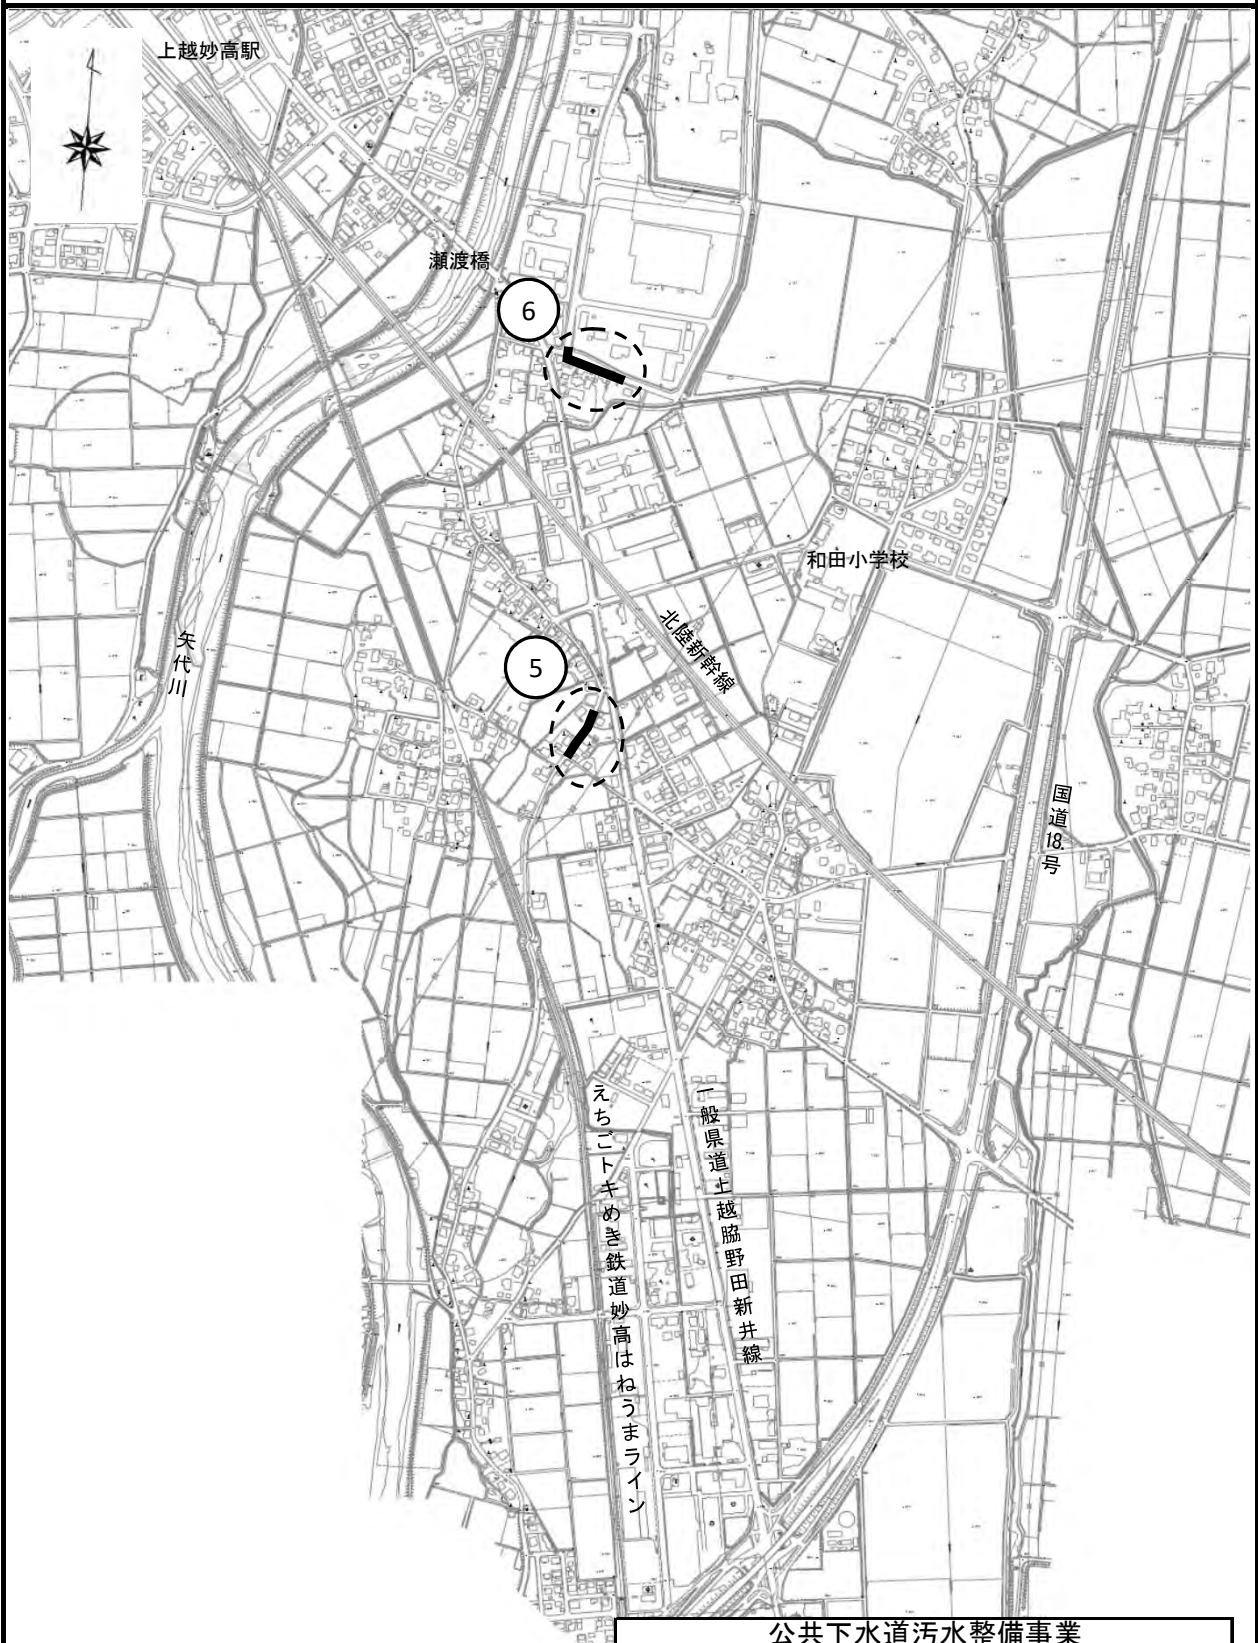 上越妙高駅
瀬渡橋
6
和田小学校
北陸新幹線
5
矢代川
国道18号
えちごトキめき鉄道妙高はねうまライン
一般県道上越脇野田新井線
公共下水道汚水整備事業